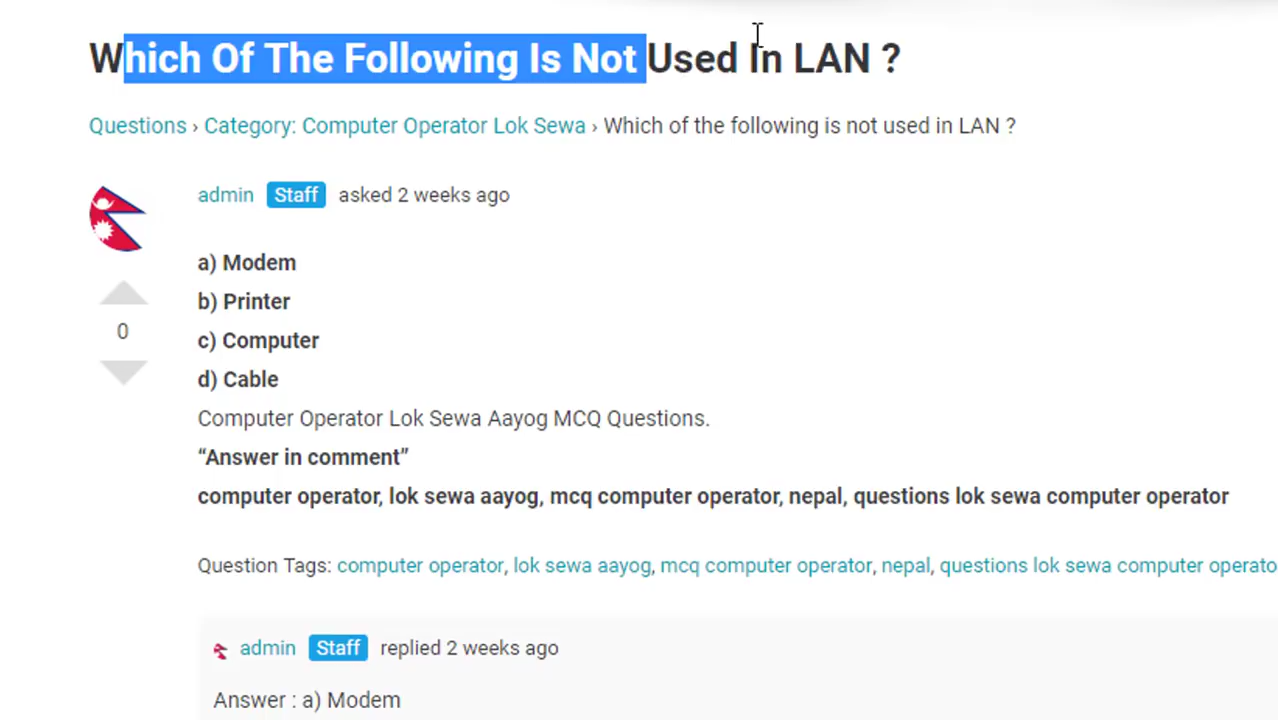 Which Of The Following Is Not Used In LAN ?
Questions › Category: Computer Operator Lok Sewa › Which of the following is not used in LAN ?
admin Staff asked 2 weeks ago
a) Modem
0
b) Printer
c) Computer
d) Cable
Computer Operator Lok Sewa Aayog MCQ Questions.
“Answer in comment”
computer operator, lok sewa aayog, mcq computer operator, nepal, questions lok sewa computer operator
Question Tags: computer operator, lok sewa aayog, mcq computer operator, nepal, questions lok sewa computer operato
admin Staff replied 2 weeks ago
Answer : a) Modem